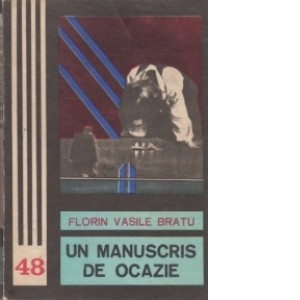 FLORIN VASILE BRATU
48
UN MANUSCRIS
DE OCAZIE